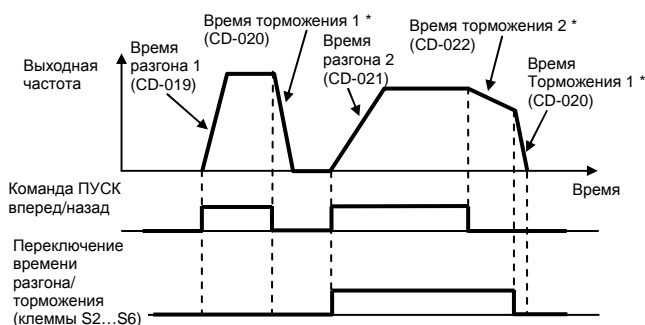 Время торможения 1 *
(CD-020)
Время торможения 2 *
(CD-022)
Время
разгона 1
(CD-019)
Время
разгона 2
(CD-021)
Время
Торможения 1 *
(CD-020)
Выходная
частота
Время
Команда ПУСК
вперед/назад
Переключение
времени
разгона/
торможения
(клеммы S2...S6)